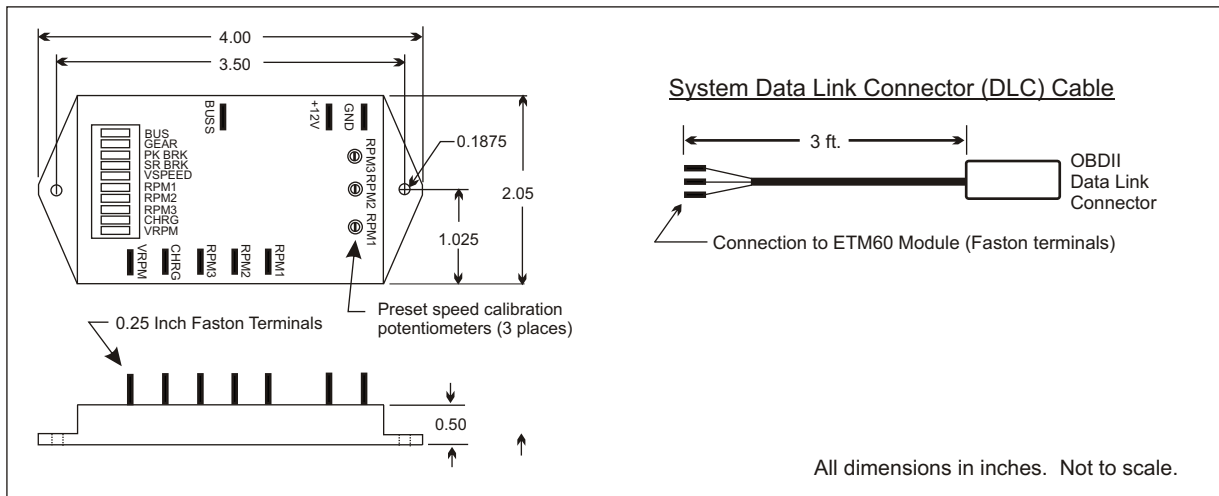 4.00
3.50
BUSS
+12V
GND
BUS
GEAR
PK BRK
SR BRK
VSPEED
RPM1
RPM2
RPM3
CHRG
VRPM
RPM3
RPM2
RPM1
0.1875
2.05
1.025
VRPM
CHRG
RPM3
RPM2
RPM1
Preset speed calibration
potentiometers (3 places)
0.25 Inch Faston Terminals
0.50
System Data Link Connector (DLC) Cable
3 ft.
OBDII
Data Link
Connector
Connection to ETM60 Module (Faston terminals)
All dimensions in inches.  Not to scale.